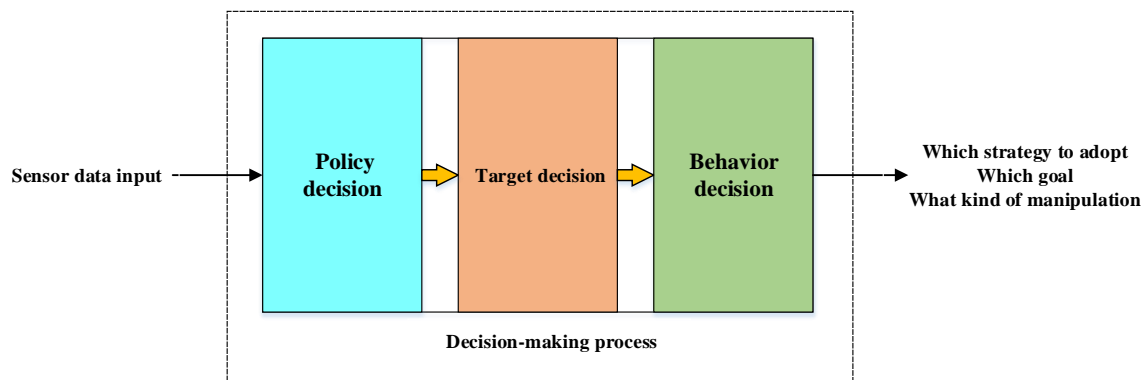 Sensor data input
Policy
decision
Target decision
Behavior
decision
Which strategy to adopt
Which goal
What kind of manipulation
Decision-making process